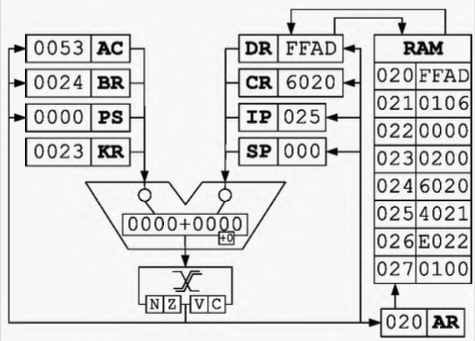 0053 AC
0024 BR
0000 PS
0023 KR
DR FFAD
CR 6020
IP 025
SP 000
0000+0000
+0
N Z V C
RAM
020 FFAD
021 0106
022 0000
023 0200
024 6020
025 4021
026 E022
027 0100
020 AR